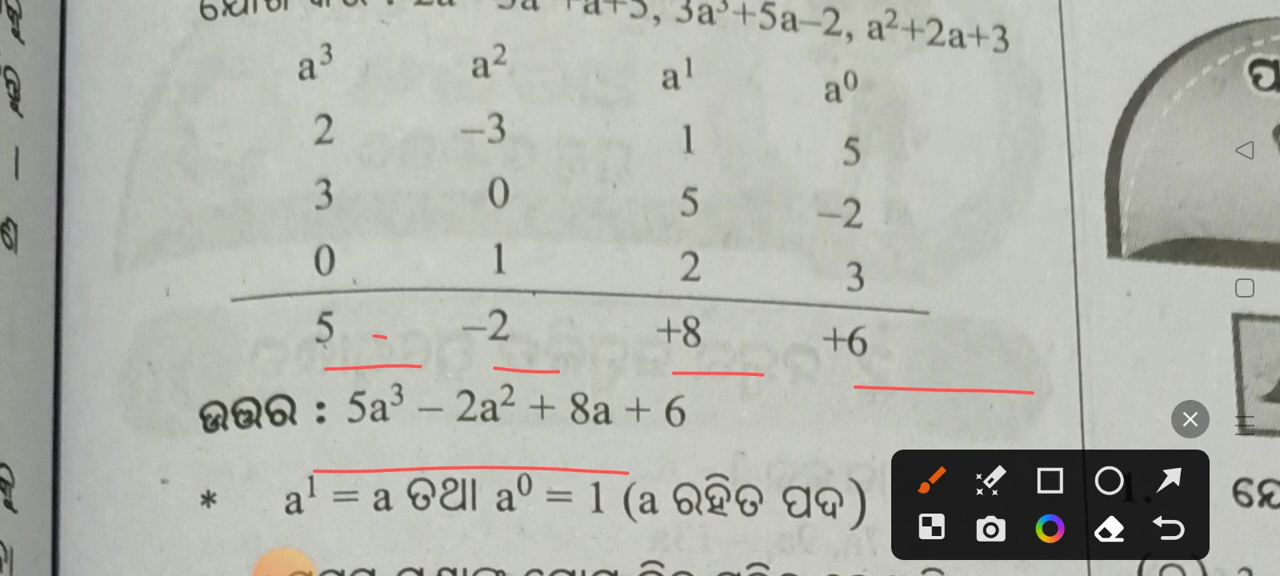 +a+5, 3a³+5a–2, a²+2a+3
a³ a² a¹ a⁰
2 –3 1 5
3 0 5 –2
0 1 2 3
5 –2 +8 +6
ଉତ୍ତର : 5a³ – 2a² + 8a + 6
* a¹ = a ତଥା a⁰ = 1 (a ରହିତ ପଦ)